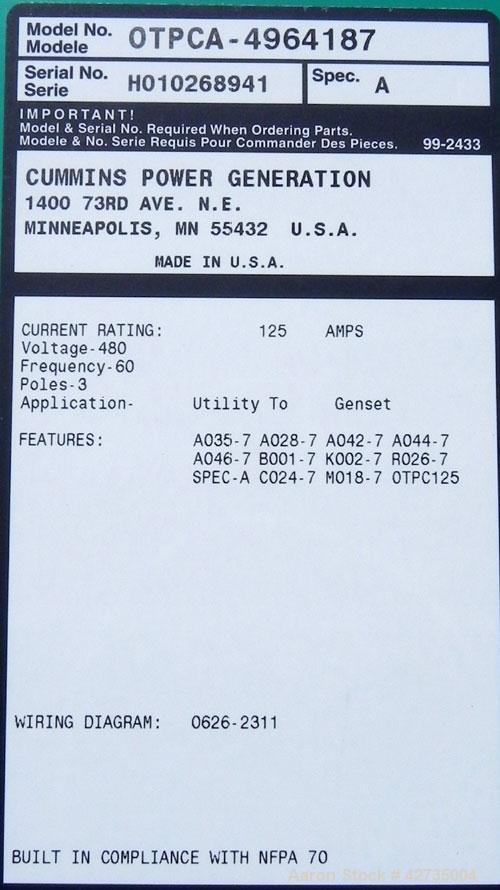 Model No. OTPCA-4964187
Modele
Serial No. H010268941 Spec. A
Serie
IMPORTANT!
Model & Serial No. Required When Ordering Parts.
Modele & No. Serie Requis Pour Commander Des Pieces. 99-2433
CUMMINS POWER GENERATION
1400 73RD AVE. N.E.
MINNEAPOLIS, MN 55432 U.S.A.
MADE IN U.S.A.
CURRENT RATING: 125 AMPS
Voltage-480
Frequency-60
Poles-3
Application- Utility To Genset
FEATURES: A035-7 A028-7 A042-7 A044-7
A046-7 B001-7 K002-7 R026-7
SPEC-A C024-7 M018-7 OTPC125
WIRING DIAGRAM: 0626-2311
BUILT IN COMPLIANCE WITH NFPA 70
Aaron Stock # 42735004